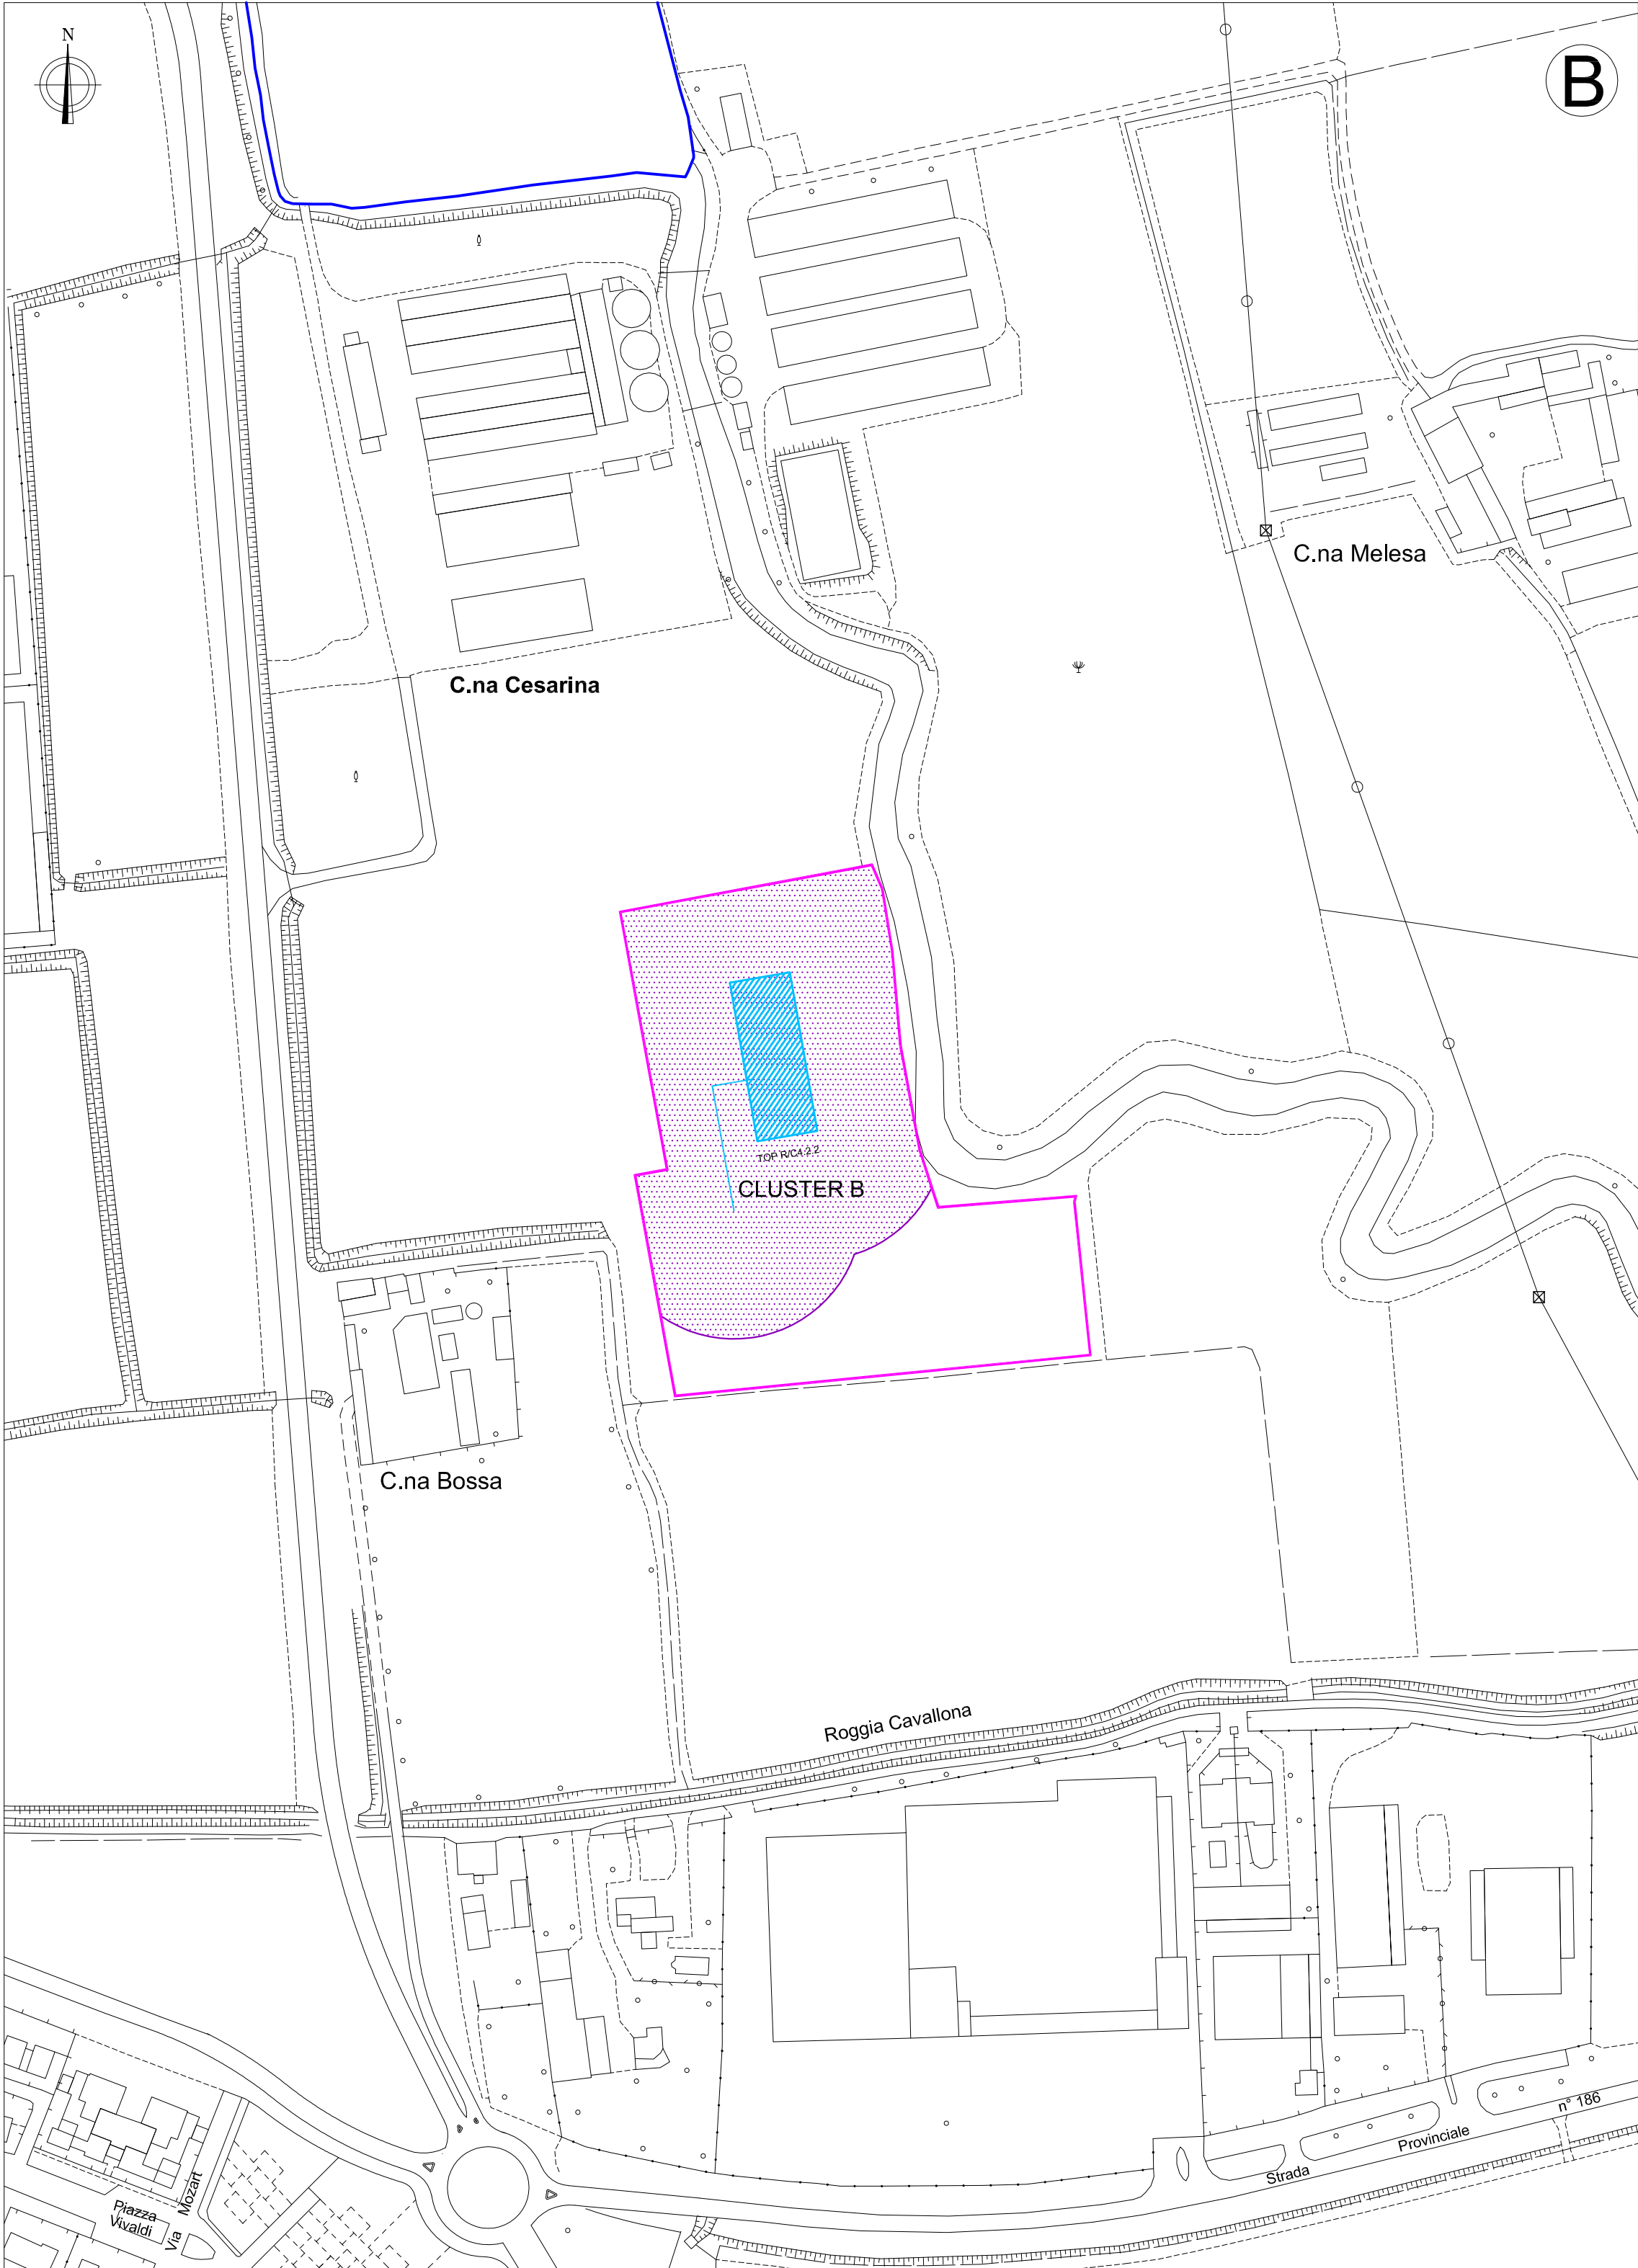 N
B
C.na Melesa
C.na Cesarina
TOP R/C4.2.2
CLUSTER B
C.na Bossa
Roggia Cavallona
n° 186
Provinciale
Strada
Via Mozart
Piazza
Vivaldi